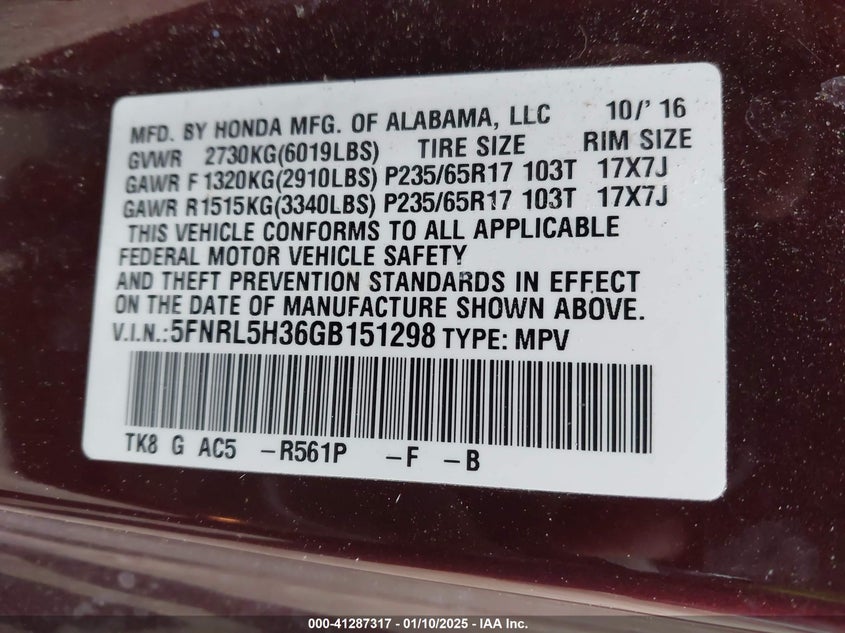 MFD. BY HONDA MFG. OF ALABAMA, LLC 10/' 16
GVWR 2730KG(6019LBS) TIRE SIZE RIM SIZE
GAWR F 1320KG(2910LBS) P235/65R17 103T 17X7J
GAWR R1515KG(3340LBS) P235/65R17 103T 17X7J
THIS VEHICLE CONFORMS TO ALL APPLICABLE
FEDERAL MOTOR VEHICLE SAFETY
AND THEFT PREVENTION STANDARDS IN EFFECT
ON THE DATE OF MANUFACTURE SHOWN ABOVE.
V.I.N.:5FNRL5H36GB151298 TYPE: MPV
TK8 G AC5 -R561P -F -B
000-41287317 — 01/10/2025 — IAA Inc.